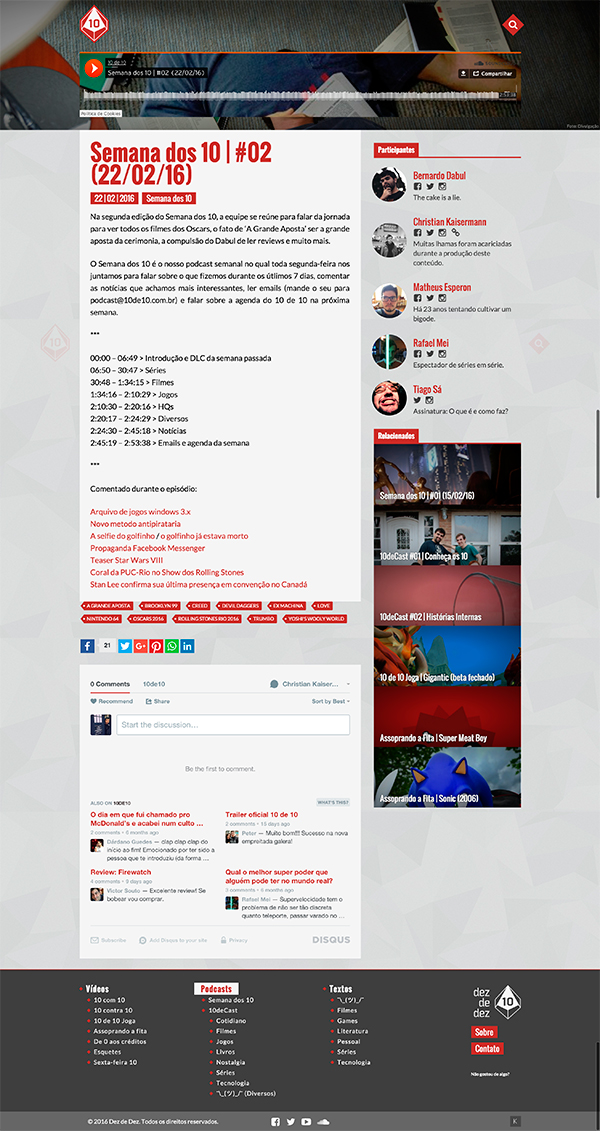 10
10 de 10
Semana dos 10 | #02 (22/02/16)
Compartilhar
2:53:38
Política de Cookies
Foto: Divulgação
Semana dos 10 | #02
(22/02/16)
22 | 02 | 2016
Semana dos 10
Na segunda edição do Semana dos 10, a equipe se reúne para falar da jornada
para ver todos os filmes dos Oscars, o fato de 'A Grande Aposta' ser a grande
aposta da cerimonia, a compulsão do Dabul de ler reviews e muito mais.
O Semana dos 10 é o nosso podcast semanal no qual toda segunda-feira nos
juntamos para falar sobre o que fizemos durante os útlimos 7 dias, comentar
as notícias que achamos mais interessantes, ler emails (mande o seu para
podcast@10de10.com.br) e falar sobre a agenda do 10 de 10 na próxima
semana.
***
00:00 – 06:49 > Introdução e DLC da semana passada
06:50 – 30:47 > Séries
30:48 – 1:34:15 > Filmes
1:34:16 – 2:10:29 > Jogos
2:10:30 – 2:20:16 > HQs
2:20:17 – 2:24:29 > Diversos
2:24:30 – 2:45:18 > Notícias
2:45:19 – 2:53:38 > Emails e agenda da semana
***
Comentado durante o episódio:
Arquivo de jogos windows 3.x
Novo metodo antipirataria
A selfie do golfinho / o golfinho já estava morto
Propaganda Facebook Messenger
Teaser Star Wars VIII
Coral da PUC-Rio no Show dos Rolling Stones
Stan Lee confirma sua última presença em convenção no Canadá
A GRANDE APOSTA
BROOKLYN 99
CREED
DEVIL DAGGERS
EX MACHINA
LOVE
NINTENDO 64
OSCARS 2016
ROLLING STONES RIO 2016
TRUMBO
YOSHI'S WOOLY WORLD
21
Participantes
Bernardo Dabul
The cake is a lie.
Christian Kaisermann
Muitas lhamas foram acariciadas
durante a produção deste
conteúdo.
Matheus Esperon
Há 23 anos tentando cultivar um
bigode.
Rafael Mei
Espectador de séries em série.
Tiago Sá
Assinatura: O que é e como faz?
Relacionados
Semana dos 10 | #01 (15/02/16)
10deCast #01 | Conheça os 10
10deCast #02 | Histórias Internas
10 de 10 Joga | Gigantic (beta fechado)
Assoprando a Fita | Super Meat Boy
Assoprando a Fita | Sonic (2006)
0 Comments
10de10
Christian Kaiser...
Recommend
Share
Sort by Best
Start the discussion…
Be the first to comment.
ALSO ON 10DE10
WHAT'S THIS?
O dia em que fui chamado pro
McDonald's e acabei num culto …
2 comments • 6 months ago
Dárdano Guedes — clap clap clap do
início ao fim! Emocionado por ter sido a
pessoa que te introduziu (da forma …
Trailer oficial 10 de 10
2 comments • 15 days ago
Peter — Muito bom!!! Sucesso na nova
empreitada galera!
Review: Firewatch
4 comments • 9 days ago
Victor Souto — Excelente review! Se
bobear vou comprar.
Qual o melhor super poder que
alguém pode ter no mundo real?
3 comments • 6 months ago
Rafael Mei — Supervelocidade tem o
problema de não ser tão discreta
quanto teleporte, passar varado no …
Subscribe
Add Disqus to your site
Privacy
DISQUS
Vídeos
10 com 10
10 contra 10
10 de 10 Joga
Assoprando a fita
De 0 aos créditos
Esquetes
Sexta-feira 10
Podcasts
Semana dos 10
10deCast
Cotidiano
Filmes
Jogos
Livros
Nostalgia
Séries
Tecnologia
¯\_(ツ)_/¯ (Diversos)
Textos
¯\_(ツ)_/¯
Filmes
Games
Literatura
Pessoal
Séries
Tecnologia
dez
de
dez
10
Sobre
Contato
Não gostou de algo?
© 2016 Dez de Dez. Todos os direitos reservados.
K